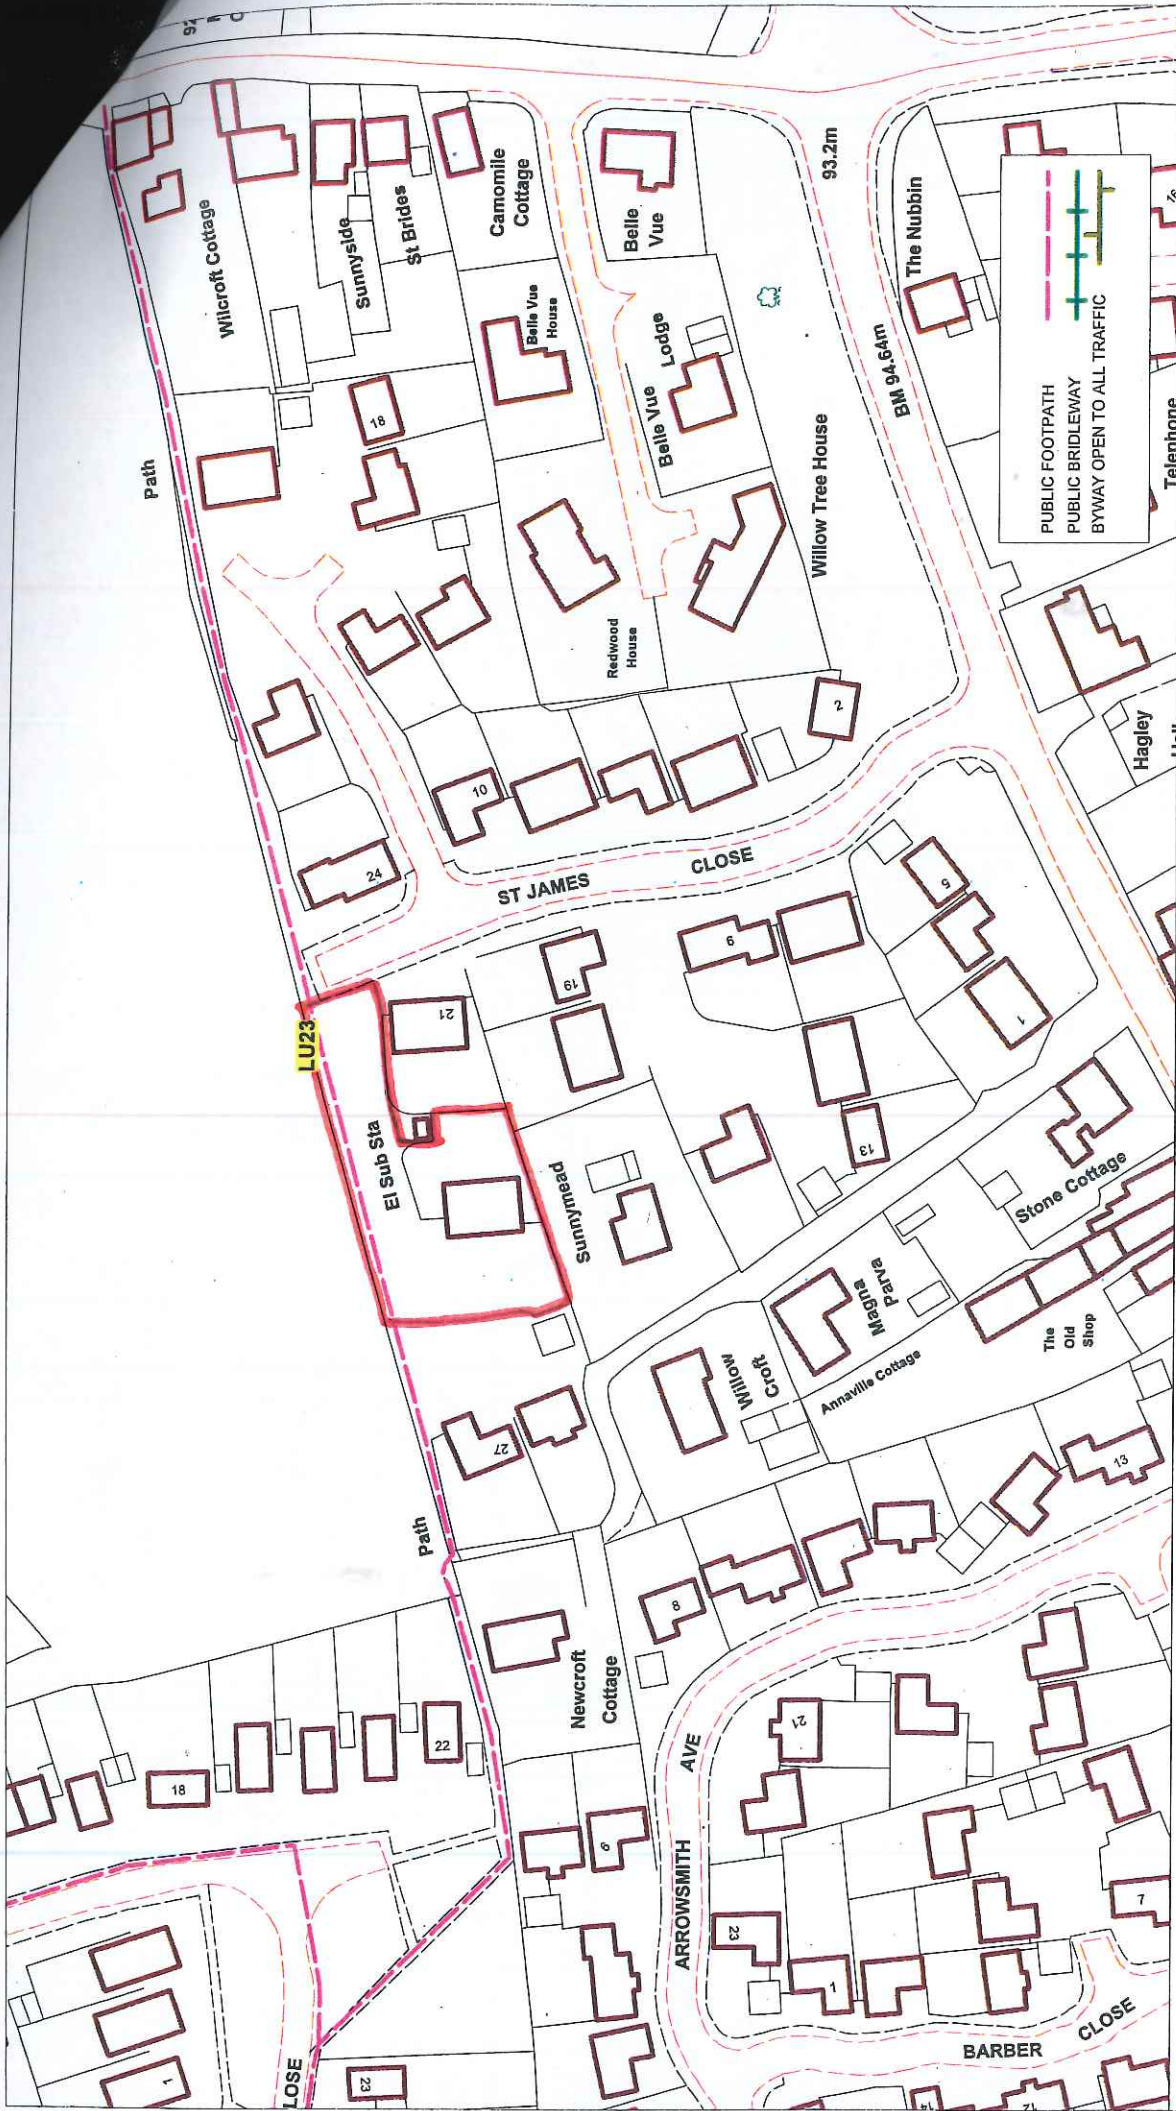 Wilcroft Cottage
Sunnyside
St Brides
Camomile
Cottage
Belle Vue
House
Belle
Vue
93.2m
The Nubbin
Path
18
Belle Vue Lodge
BM 94.64m
Willow Tree House
PUBLIC FOOTPATH
PUBLIC BRIDLEWAY
BYWAY OPEN TO ALL TRAFFIC
Telephone
Redwood
House
2
Hagley
10
24
ST JAMES CLOSE
5
9
19
1
LU23
21
El Sub Sta
13
Stone Cottage
Sunnymead
Magna
Parva
The
Old
Shop
Willow
Croft
Annaville Cottage
27
13
Path
8
Newcroft
Cottage
22
18
21
ARROWSMITH AVE
6
23
1
7
BARBER CLOSE
LOSE
23
1
14
12